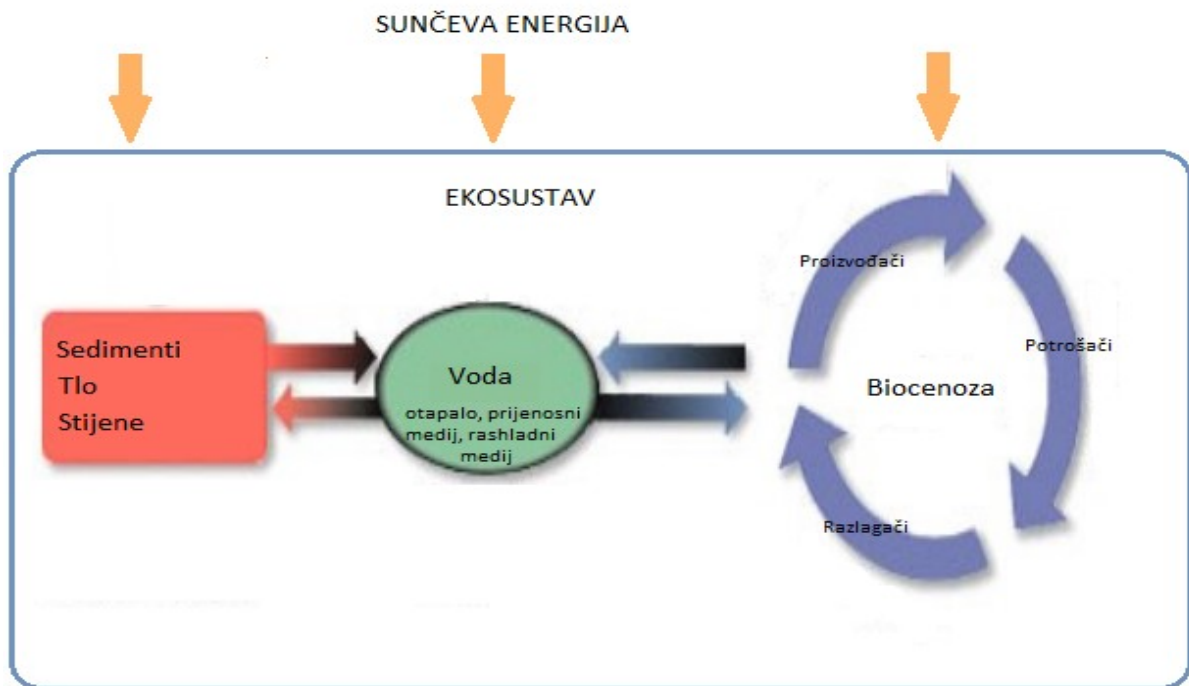 SUNČEVA ENERGIJA
EKOSUSTAV
Sedimenti
Tlo
Stijene
Voda
otapalo, prijenosni
medij, rashladni
medij
Proizvođači
Potrošači
Biocenoza
Razlagači